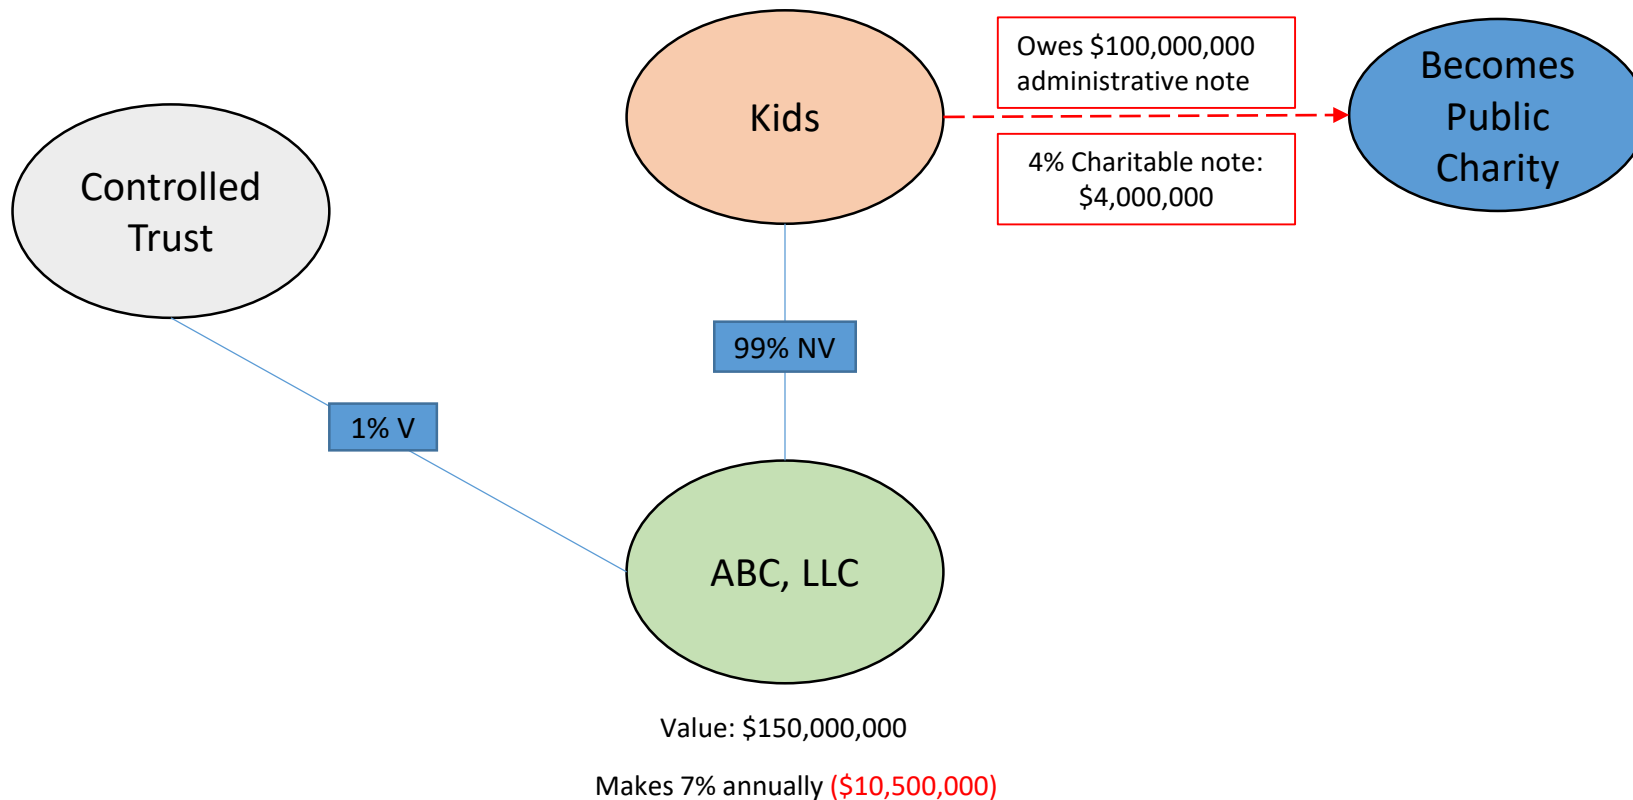 Controlled
Trust
Kids
Owes $100,000,000
administrative note
4% Charitable note:
$4,000,000
Becomes
Public
Charity
99% NV
1% V
ABC, LLC
Value: $150,000,000
Makes 7% annually ($10,500,000)